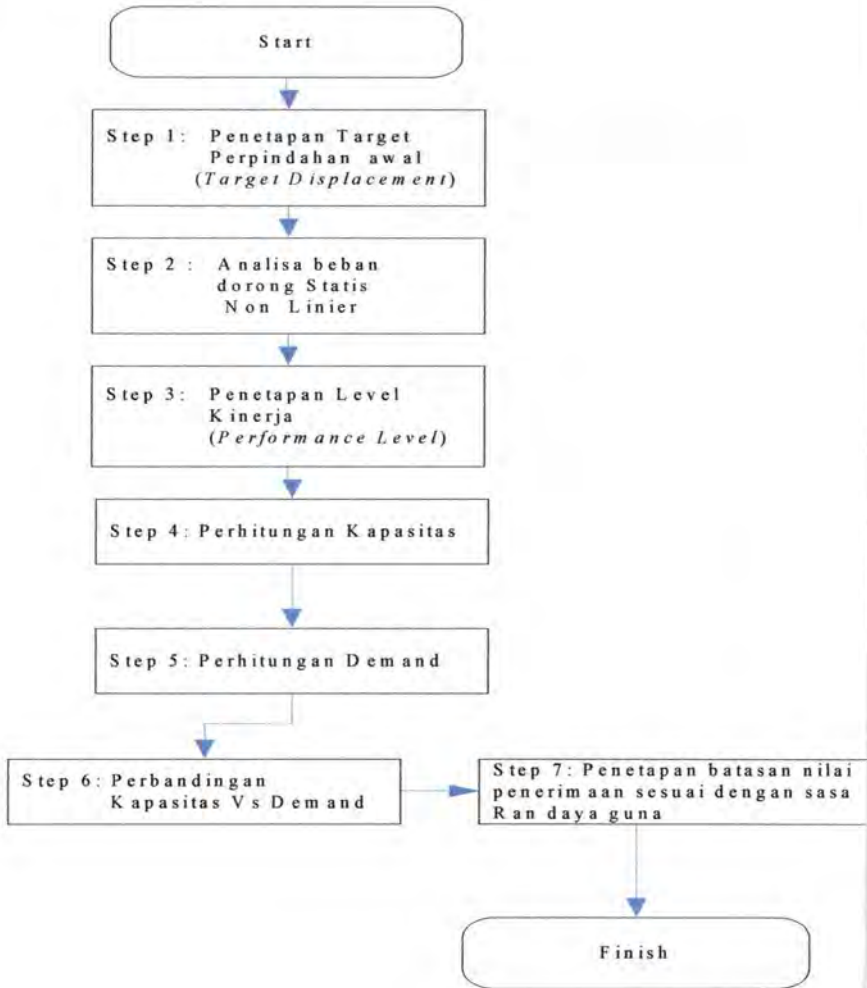 Start
Step 1: Penetapan Target
Perpindahan awal
(Target Displacement)
Step 2 : Analisa beban
dorong Statis
Non Linier
Step 3: Penetapan Level
Kinerja
(Performance Level)
Step 4: Perhitungan Kapasitas
Step 5: Perhitungan Demand
Step 6: Perbandingan
Kapasitas Vs Demand
Step 7: Penetapan batasan nilai
penerimaan sesuai dengan sasa
Ran daya guna
Finish